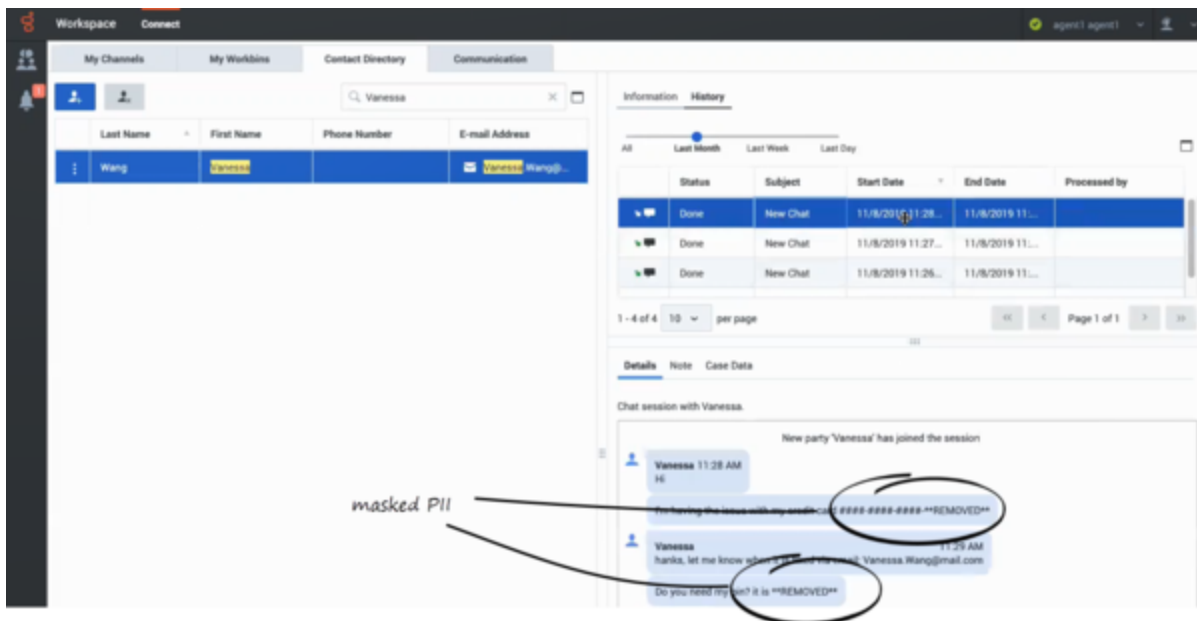 Workspace Connect agent1 agent1
My Channels My Workbins Contact Directory Communication
Vanessa
Last Name First Name Phone Number E-mail Address
Wang Vanessa Vanessa.Wang@...
Information History
All Last Month Last Week Last Day
Status Subject Start Date End Date Processed by
Done New Chat 11/8/2019 11:28... 11/8/2019 11:...
Done New Chat 11/8/2019 11:27... 11/8/2019 11:...
Done New Chat 11/8/2019 11:26... 11/8/2019 11:...
1 - 4 of 4 10 per page Page 1 of 1
Details Note Case Data
Chat session with Vanessa.
New party 'Vanessa' has joined the session
Vanessa 11:28 AM
Hi
I'm having the issue with my credit card ####-####-####-**REMOVED**
Vanessa 11:29 AM
hanks, let me know when it is fixed via email: Vanessa.Wang@mail.com
Do you need my pin? it is **REMOVED**
masked PII